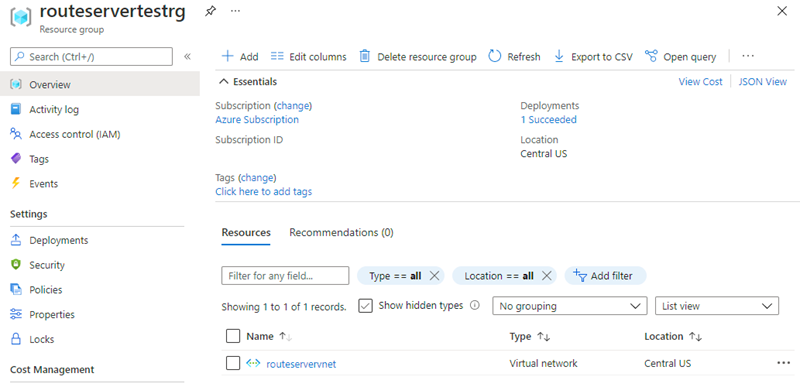 routeservertestrg
Resource group
Search (Ctrl+/)
Overview
Activity log
Access control (IAM)
Tags
Events
Settings
Deployments
Security
Policies
Properties
Locks
Cost Management
Add Edit columns Delete resource group Refresh Export to CSV Open query
Essentials View Cost JSON View
Subscription (change) Deployments
Azure Subscription 1 Succeeded
Subscription ID Location
Central US
Tags (change)
Click here to add tags
Resources Recommendations (0)
Filter for any field... Type == all Location == all Add filter
Showing 1 to 1 of 1 records. Show hidden types No grouping List view
Name Type Location
routeservervnet Virtual network Central US